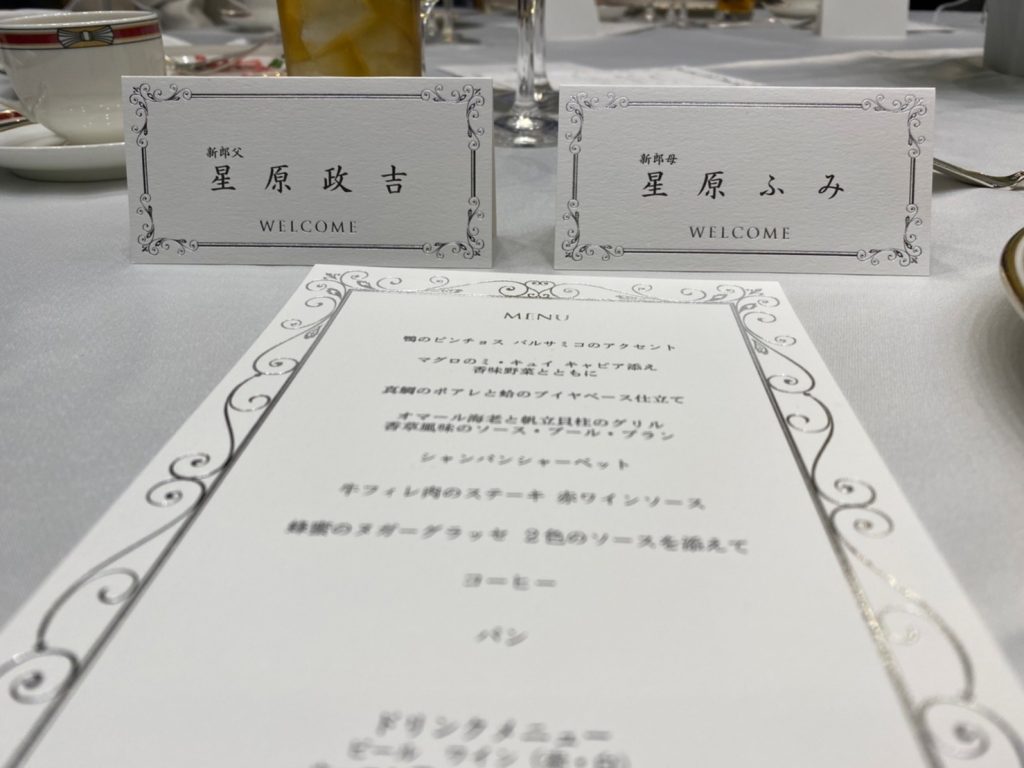 新郎父
星原政吉
WELCOME
新郎母
星原ふみ
WELCOME
MENU
鴨のピンチョス バルサミコのアクセント
マグロのミ・キュイ キャビア添え
香味野菜とともに
真鯛のポアレと蛤のブイヤベース仕立て
オマール海老と帆立貝柱のグリル
香草風味のソース・ブール・ブラン
シャンパンシャーベット
牛フィレ肉のステーキ 赤ワインソース
蜂蜜のヌガーグラッセ 2色のソースを添えて
コーヒー
パン
ドリンクメニュー
ビール ワイン（赤・白）